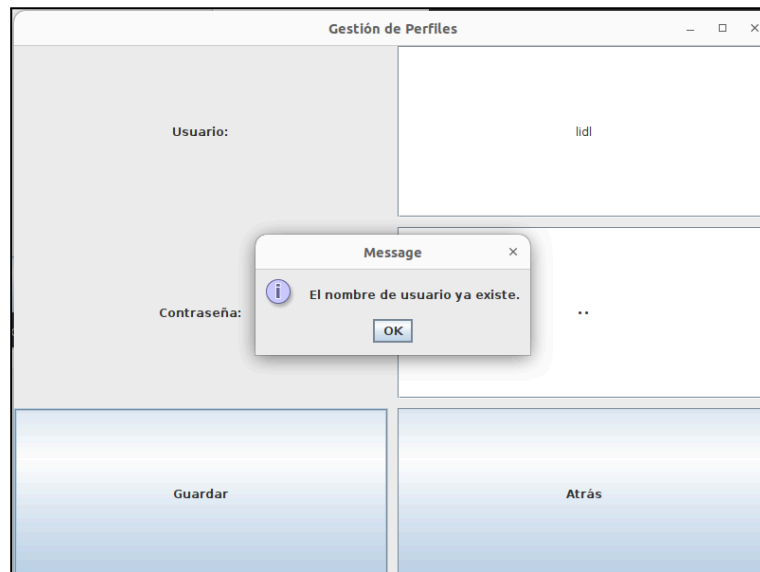 Gestión de Perfiles
Usuario:
lidl
Message
El nombre de usuario ya existe.
OK
Contraseña:
••
Guardar
Atrás